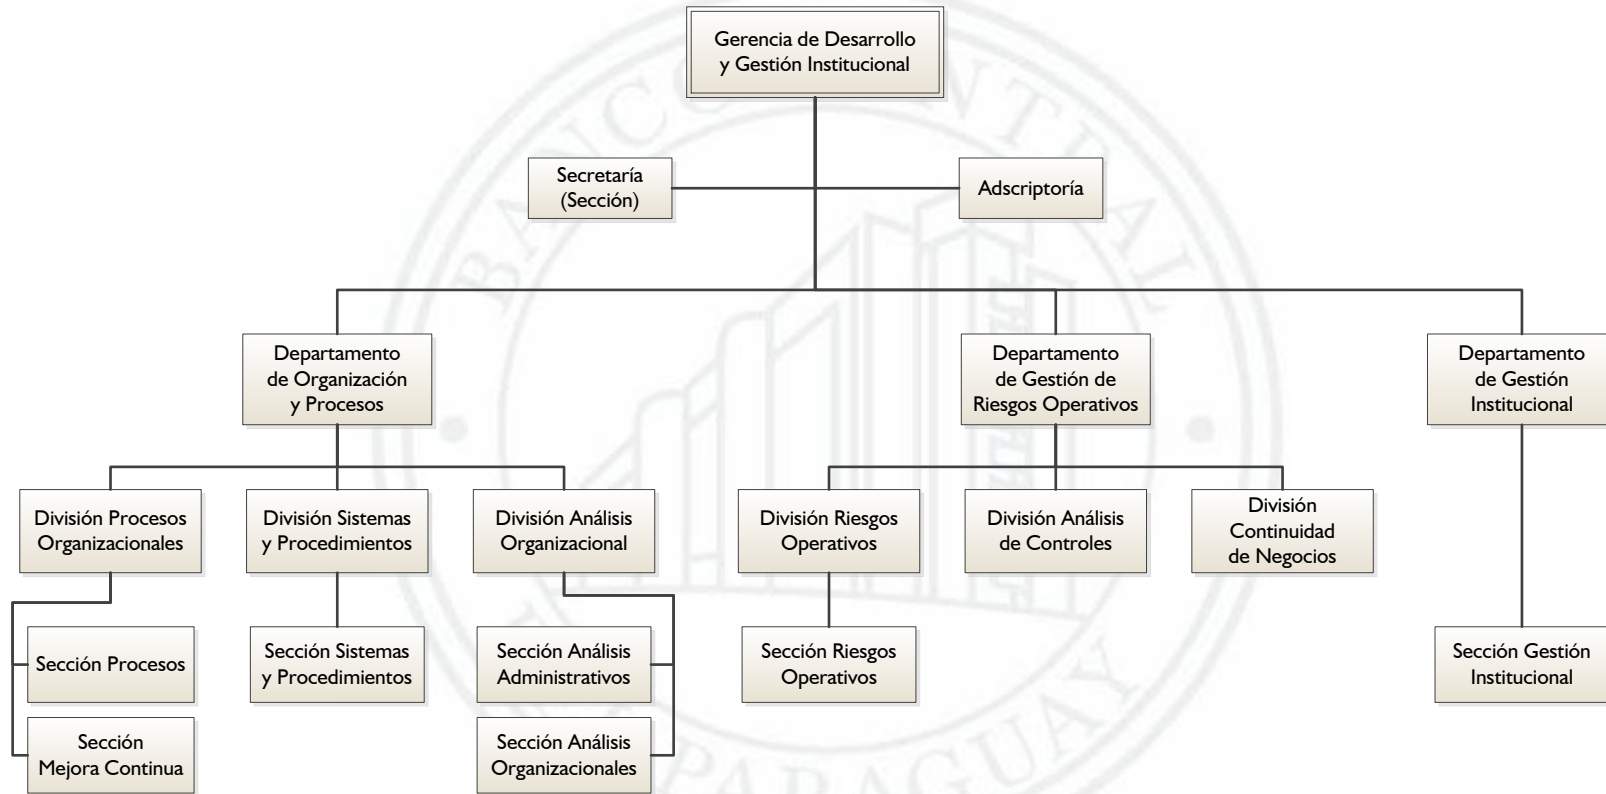 Gerencia de Desarrollo
y Gestión Institucional
Secretaría
(Sección)
Adscriptoría
Departamento
de Organización
y Procesos
Departamento
de Gestión de
Riesgos Operativos
Departamento
de Gestión
Institucional
División Procesos
Organizacionales
División Sistemas
y Procedimientos
División Análisis
Organizacional
División Riesgos
Operativos
División Análisis
de Controles
División
Continuidad
de Negocios
Sección Procesos
Sección Sistemas
y Procedimientos
Sección Análisis
Administrativos
Sección Riesgos
Operativos
Sección Gestión
Institucional
Sección
Mejora Continua
Sección Análisis
Organizacionales
BANCO CENTRAL
PARAGUAY